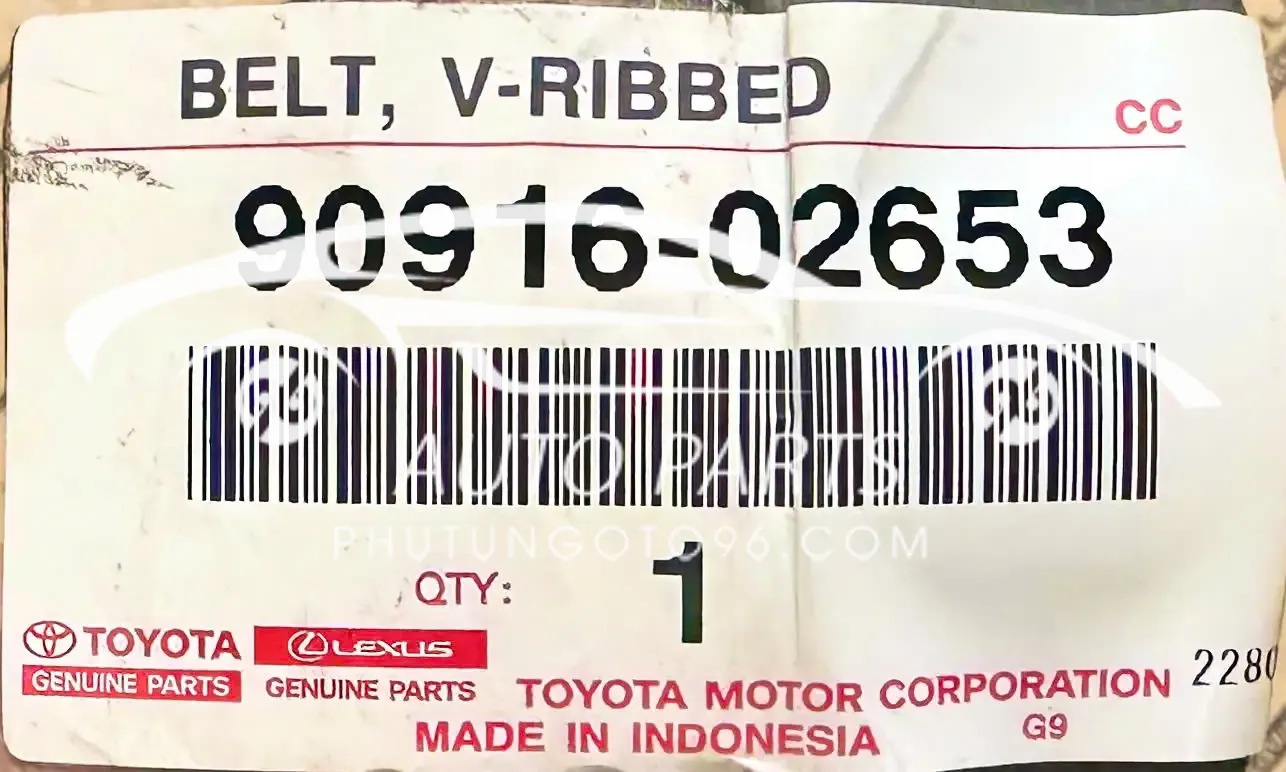 BELT, V-RIBBED
CC
90916-02653
AUTO PARTS
PHUTUNGOTO96.COM
QTY: 1
TOYOTA
GENUINE PARTS
LEXUS
GENUINE PARTS
TOYOTA MOTOR CORPORATION
2280
MADE IN INDONESIA
G9